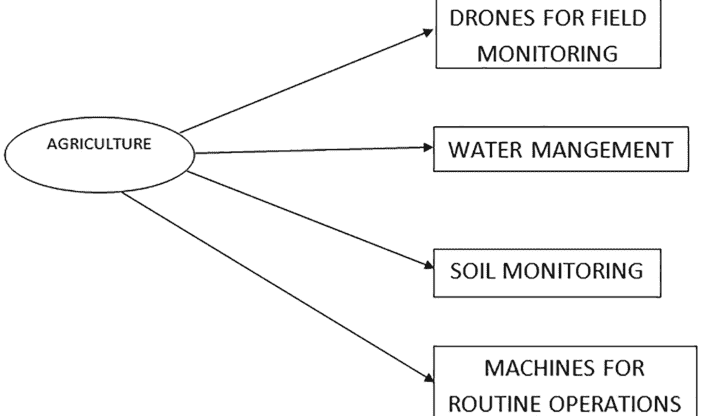 DRONES FOR FIELD
MONITORING
AGRICULTURE
WATER MANGEMENT
SOIL MONITORING
MACHINES FOR
ROUTINE OPERATIONS